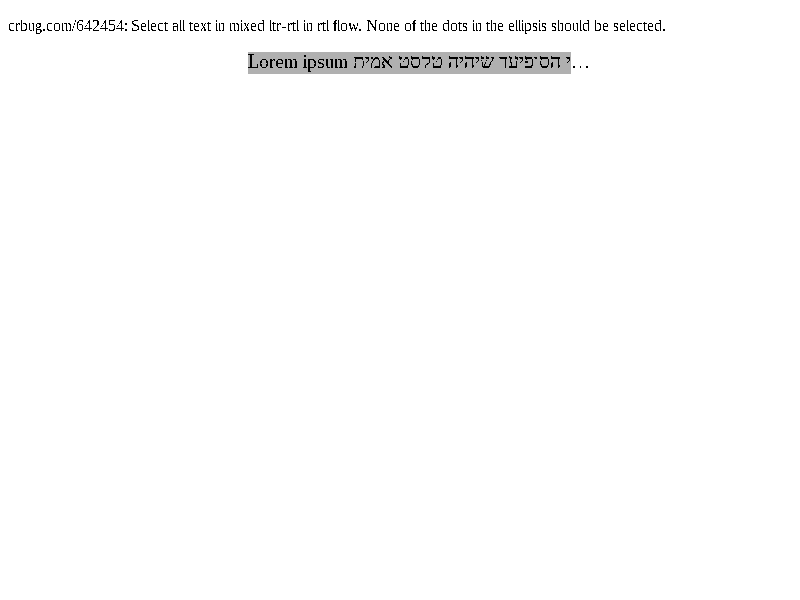 crbug.com/642454: Select all text in mixed ltr-rtl in rtl flow. None of the dots in the ellipsis should be selected.
Lorem ipsum י הסופיעד שיהיה טלסט אמית…